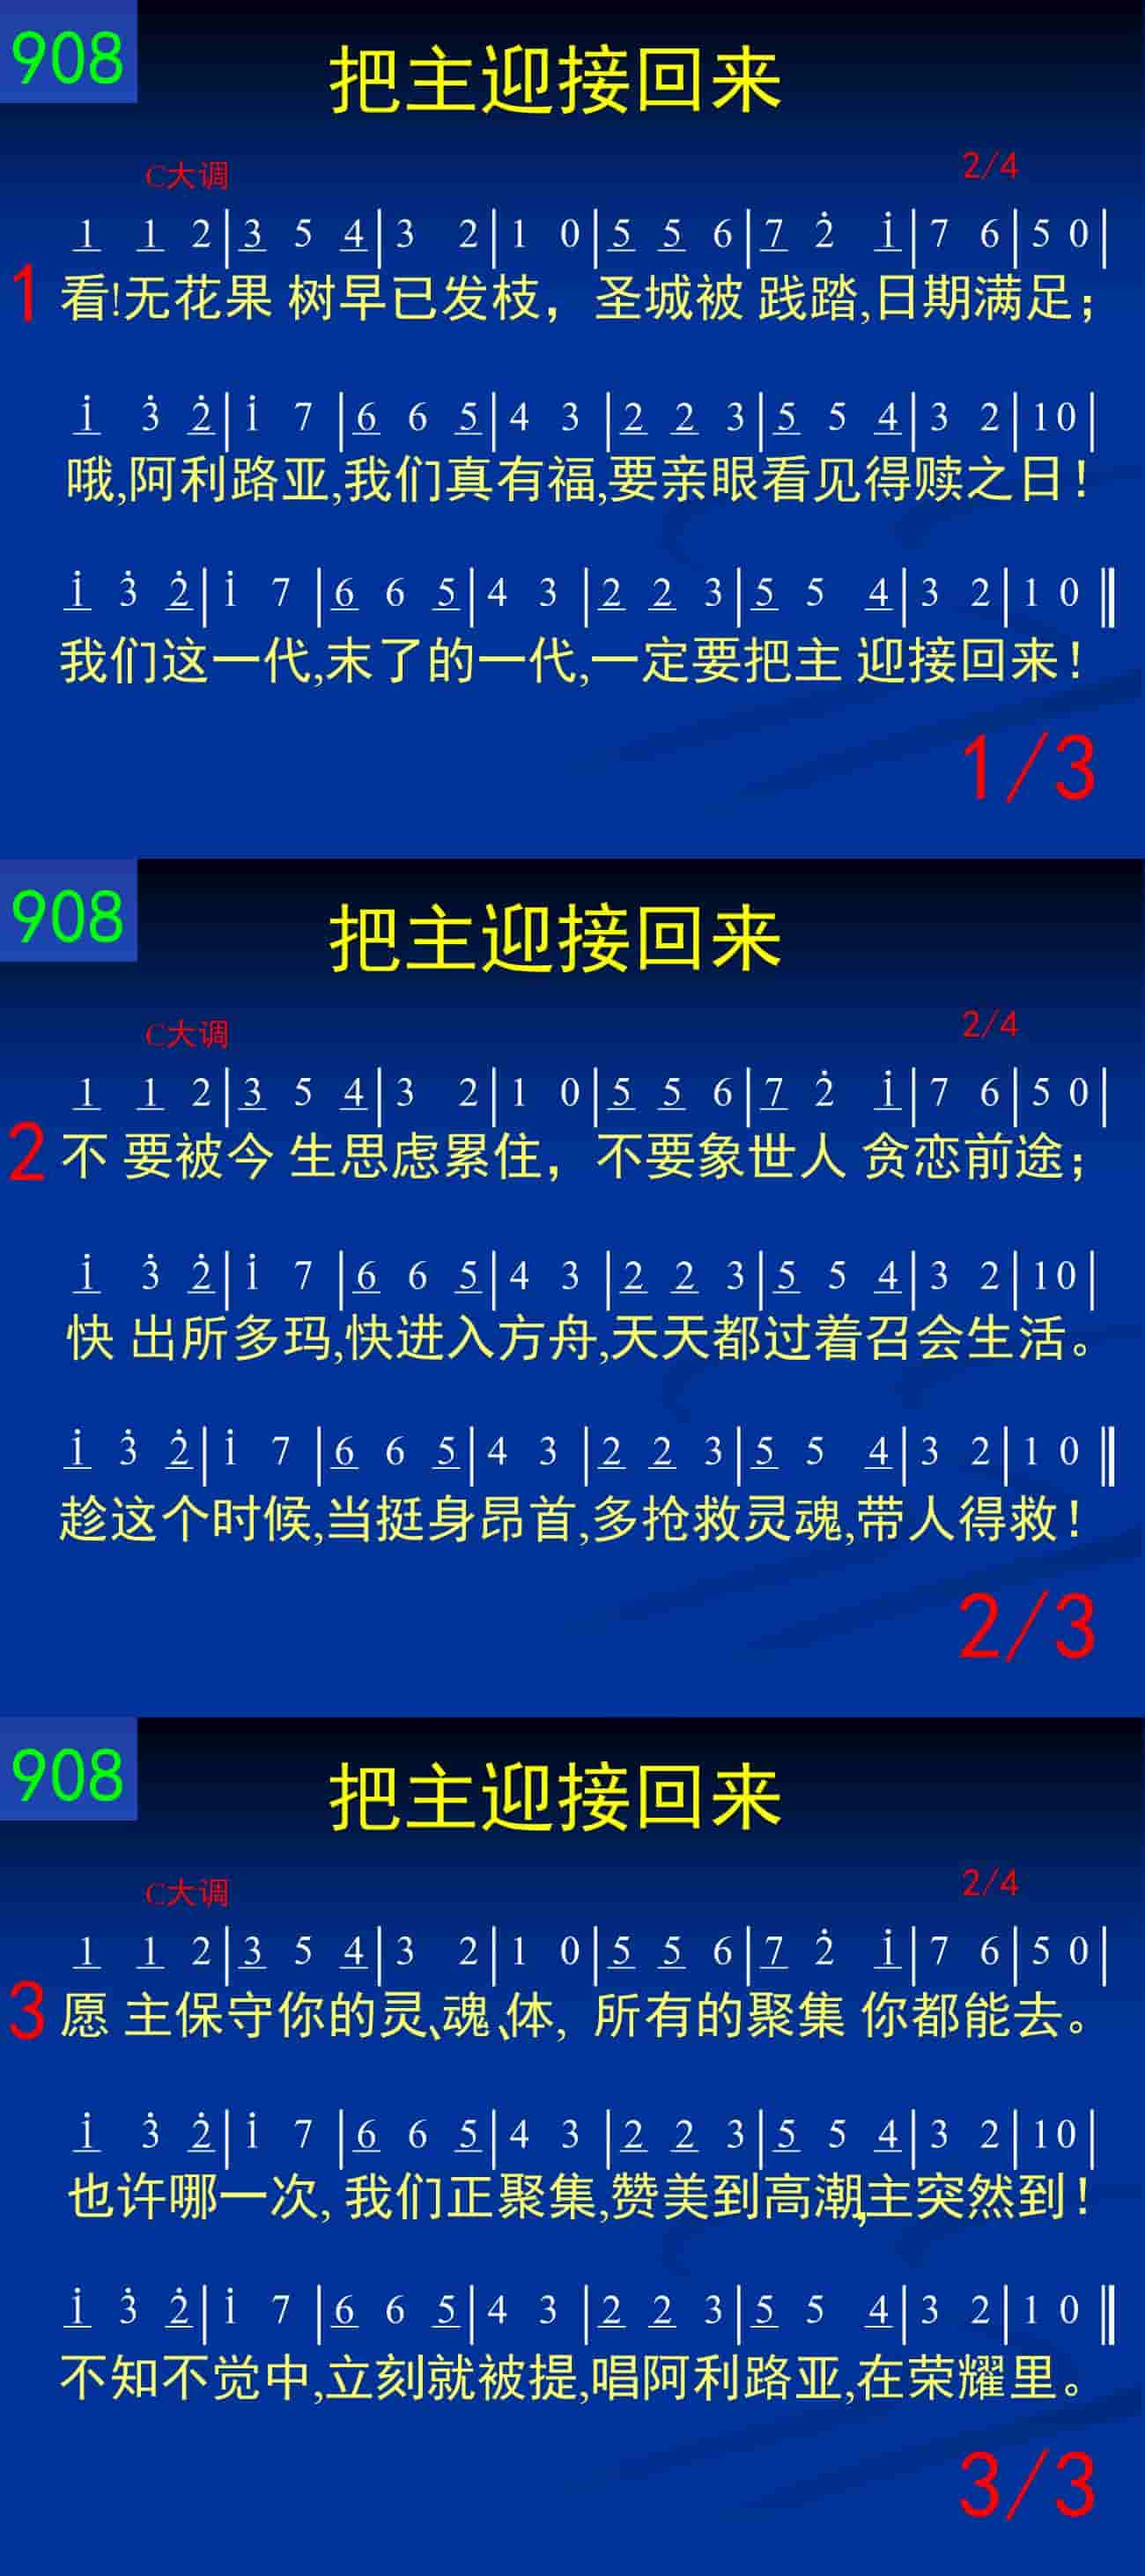 908
把主迎接回来
C大调 2/4
1 1 2|3 5 4|3 2|1 0|5 5 6|7 2̇ 1̇|7 6|5 0|
1 看!无花果 树早已发枝，圣城被 践踏,日期满足；
1̇ 3̇ 2̇|1̇ 7|6 6 5|4 3|2 2 3|5 5 4|3 2|1 0|
哦,阿利路亚,我们真有福,要亲眼看见得赎之日！
1̇ 3̇ 2̇|1̇ 7|6 6 5|4 3|2 2 3|5 5 4|3 2|1 0‖
我们这一代,末了的一代,一定要把主 迎接回来！
1/3
908
把主迎接回来
C大调 2/4
1 1 2|3 5 4|3 2|1 0|5 5 6|7 2̇ 1̇|7 6|5 0|
2 不 要被今 生思虑累住，不要象世人 贪恋前途；
1̇ 3̇ 2̇|1̇ 7|6 6 5|4 3|2 2 3|5 5 4|3 2|1 0|
快 出所多玛,快进入方舟,天天都过着召会生活。
1̇ 3̇ 2̇|1̇ 7|6 6 5|4 3|2 2 3|5 5 4|3 2|1 0‖
趁这个时候,当挺身昂首,多抢救灵魂,带人得救！
2/3
908
把主迎接回来
C大调 2/4
1 1 2|3 5 4|3 2|1 0|5 5 6|7 2̇ 1̇|7 6|5 0|
3 愿 主保守你的灵、魂、体，所有的聚集 你都能去。
1̇ 3̇ 2̇|1̇ 7|6 6 5|4 3|2 2 3|5 5 4|3 2|1 0|
也许哪一次, 我们正聚集,赞美到高潮,主突然到！
1̇ 3̇ 2̇|1̇ 7|6 6 5|4 3|2 2 3|5 5 4|3 2|1 0‖
不知不觉中,立刻就被提,唱阿利路亚,在荣耀里。
3/3